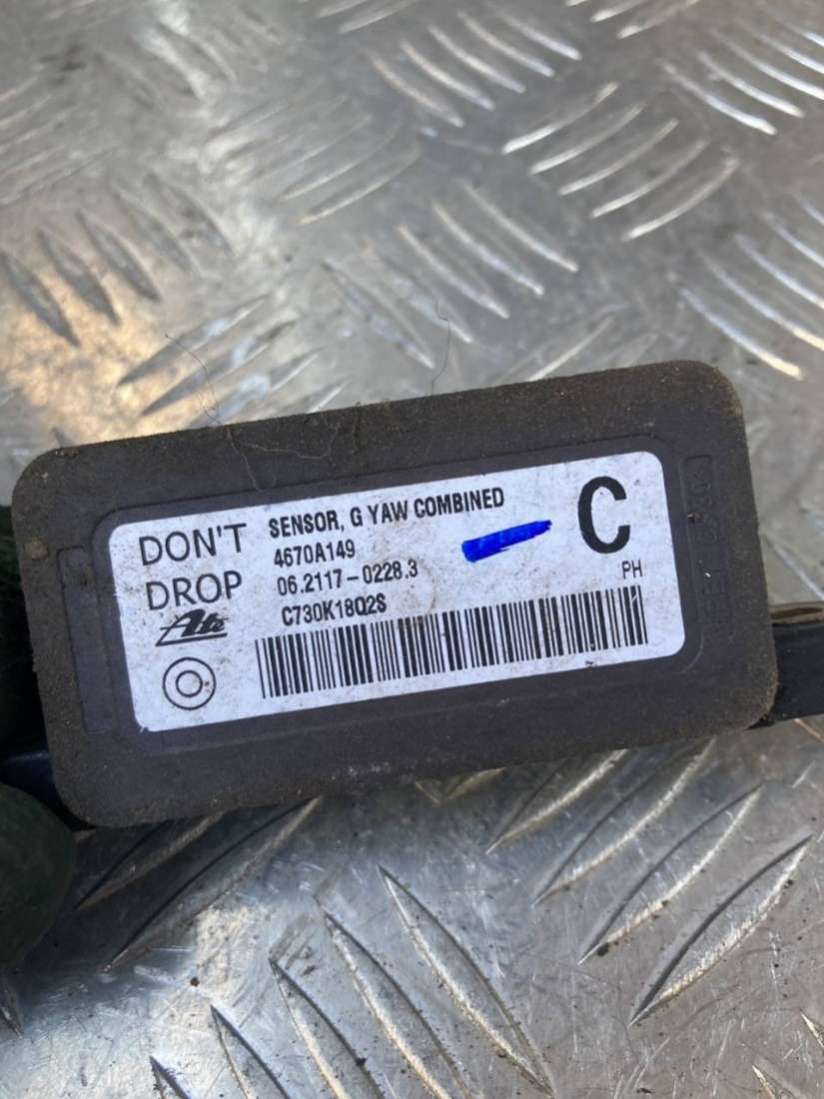 DON'T
DROP
Ate
SENSOR, G YAW COMBINED
4670A149
06.2117-0228.3
C730K18Q2S
C
PH